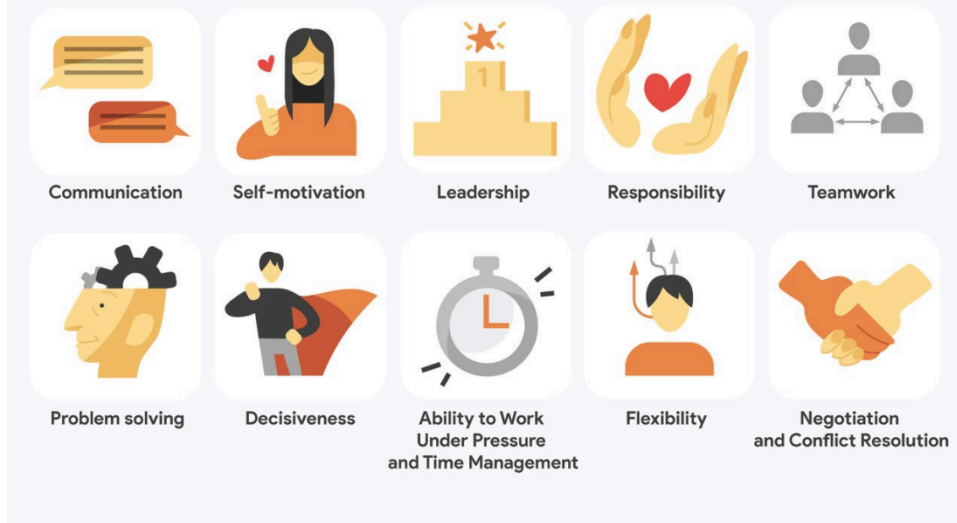 1
Communication
Self-motivation
Leadership
Responsibility
Teamwork
Problem solving
Decisiveness
Ability to Work
Under Pressure
and Time Management
Flexibility
Negotiation
and Conflict Resolution